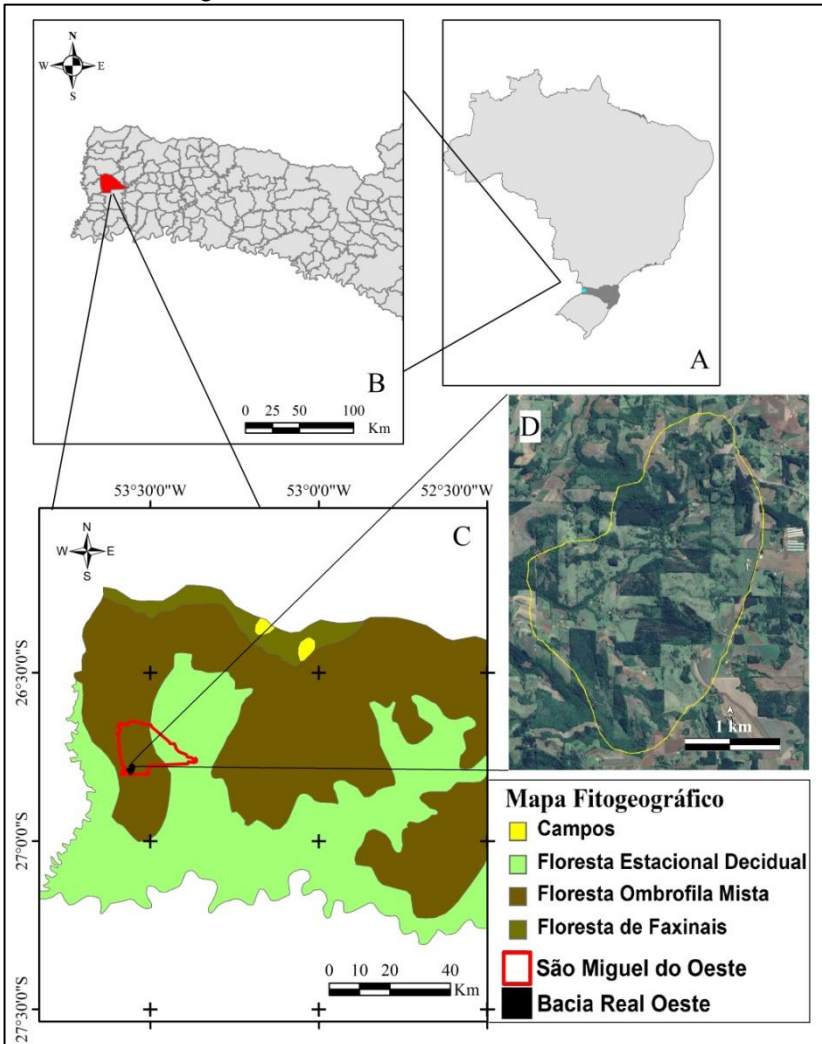 N
W E
S
B
0 25 50 100
Km
A
D
1 km
53°30'0"W 53°0'0"W 52°30'0"W
N
W E
S
C
26°30'0"S
27°0'0"S
27°30'0"S
0 10 20 40
Km
Mapa Fitogeográfico
Campos
Floresta Estacional Decidual
Floresta Ombrofila Mista
Floresta de Faxinais
São Miguel do Oeste
Bacia Real Oeste